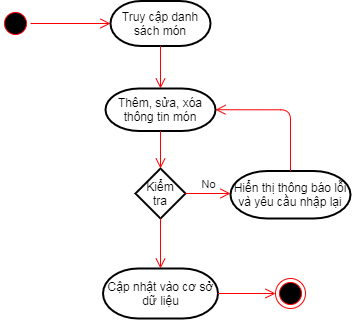 Truy cập danh
sách món
Thêm, sửa, xóa
thông tin món
Kiểm
tra
No
Hiển thị thông báo lỗi
và yêu cầu nhập lại
Cập nhật vào cơ sở
dữ liệu